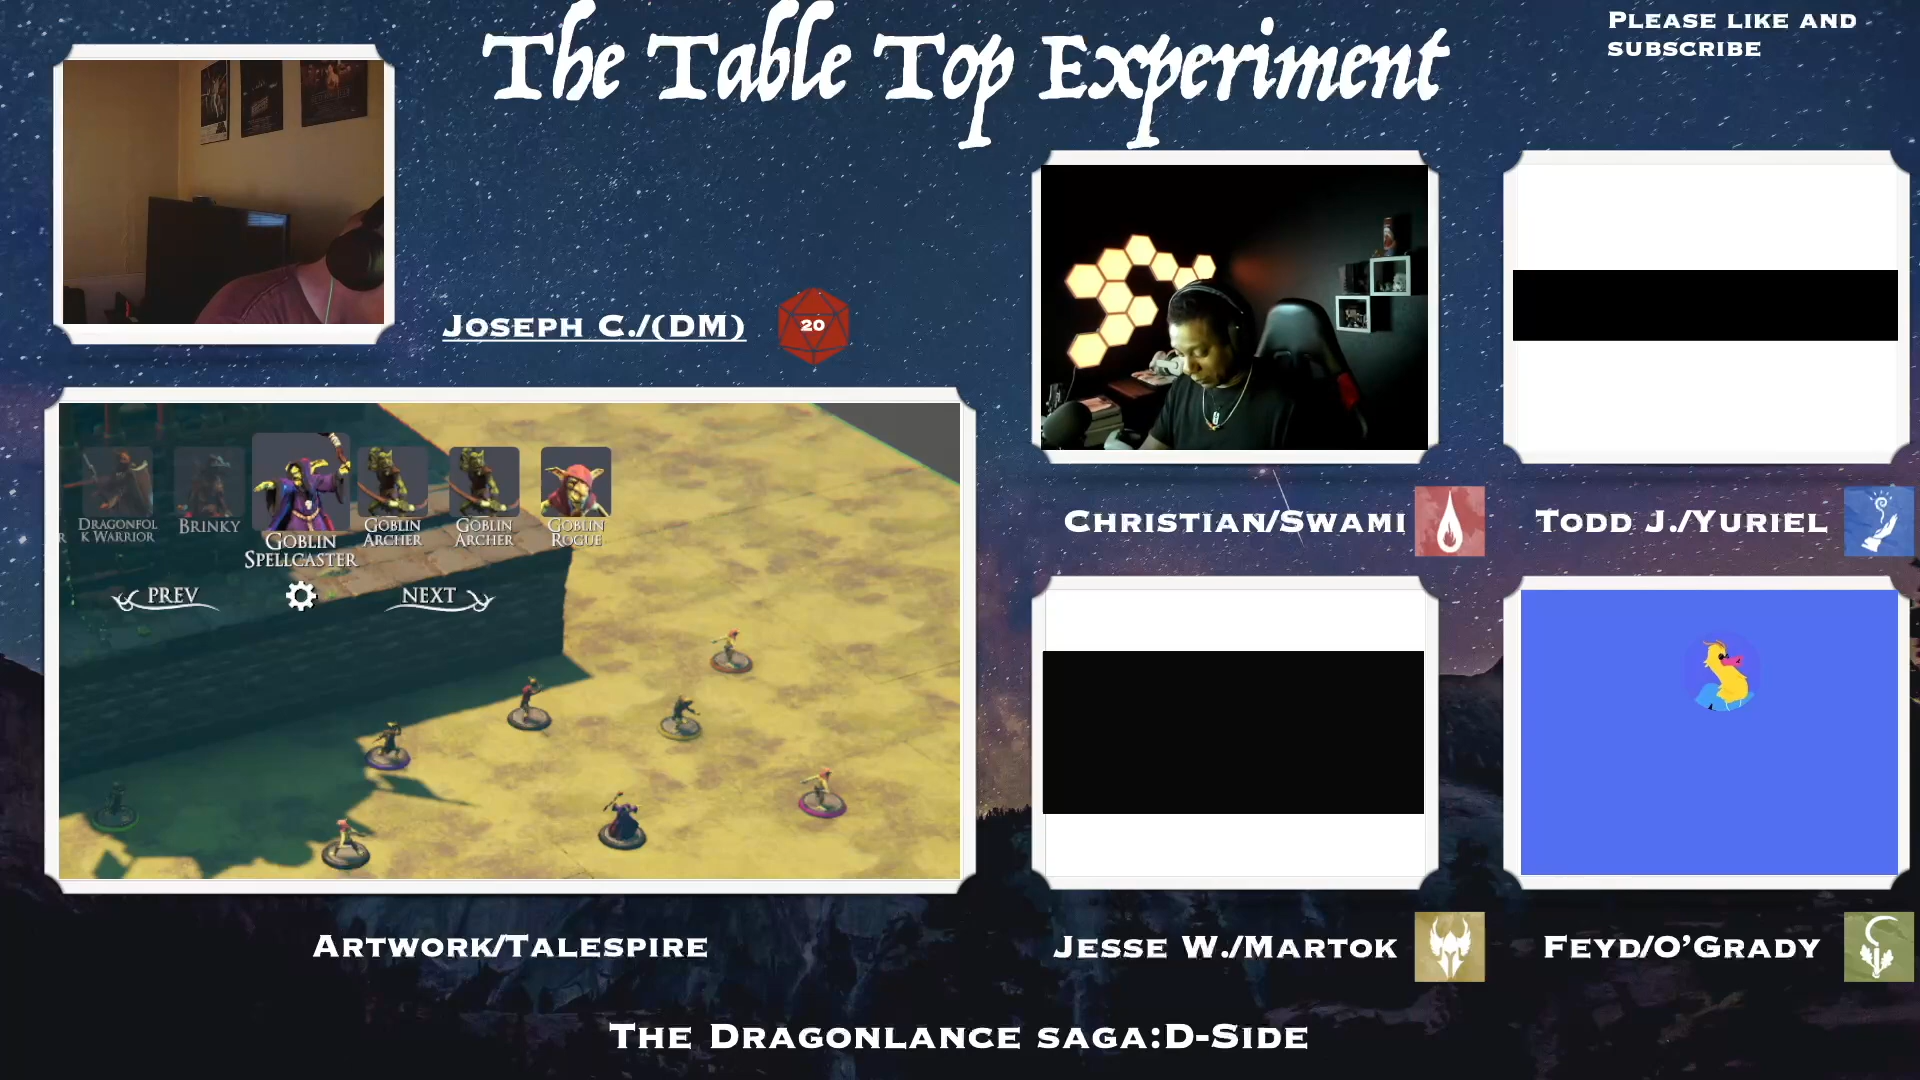 The Table Top Experiment
Please like and
subscribe
Joseph C./(DM)
20
Dragonfol
k Warrior
Brinky
Goblin
Spellcaster
Goblin
Archer
Goblin
Archer
Goblin
Rogue
R
PREV
NEXT
Christian/Swami
Todd J./Yuriel
Artwork/Talespire
Jesse W./Martok
Feyd/O'Grady
The Dragonlance saga:D-Side